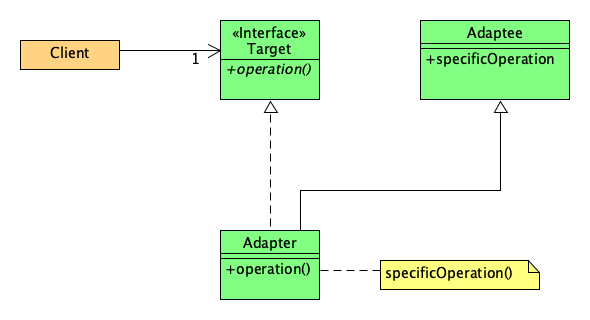 Client
1
«Interface»
Target
+operation()
Adaptee
+specificOperation
Adapter
+operation()
specificOperation()